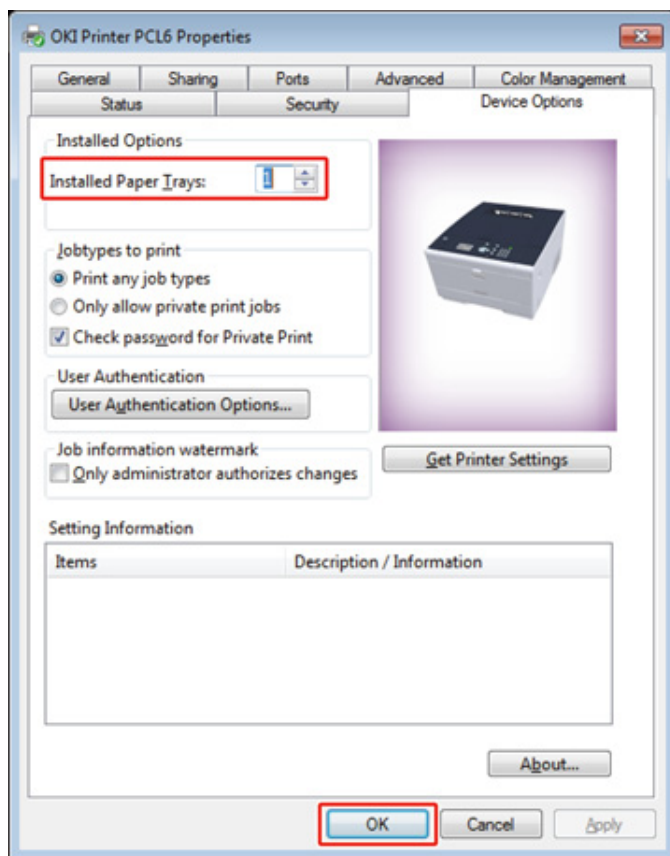 OKI Printer PCL6 Properties
General Sharing Ports Advanced Color Management
Status Security Device Options
Installed Options
Installed Paper Trays: 1
Jobtypes to print
Print any job types
Only allow private print jobs
Check password for Private Print
User Authentication
User Authentication Options...
Job information watermark
Only administrator authorizes changes
Get Printer Settings
Setting Information
Items Description / Information
About...
OK Cancel Apply